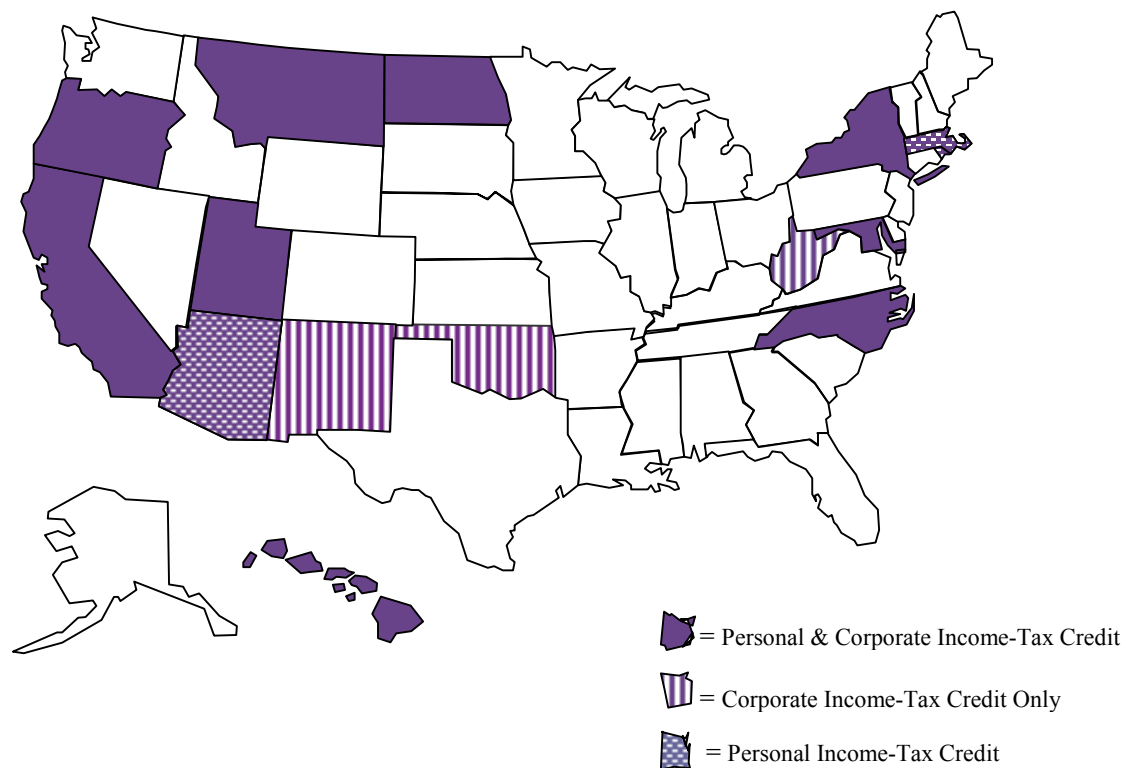 = Personal & Corporate Income-Tax Credit
= Corporate Income-Tax Credit Only
= Personal Income-Tax Credit